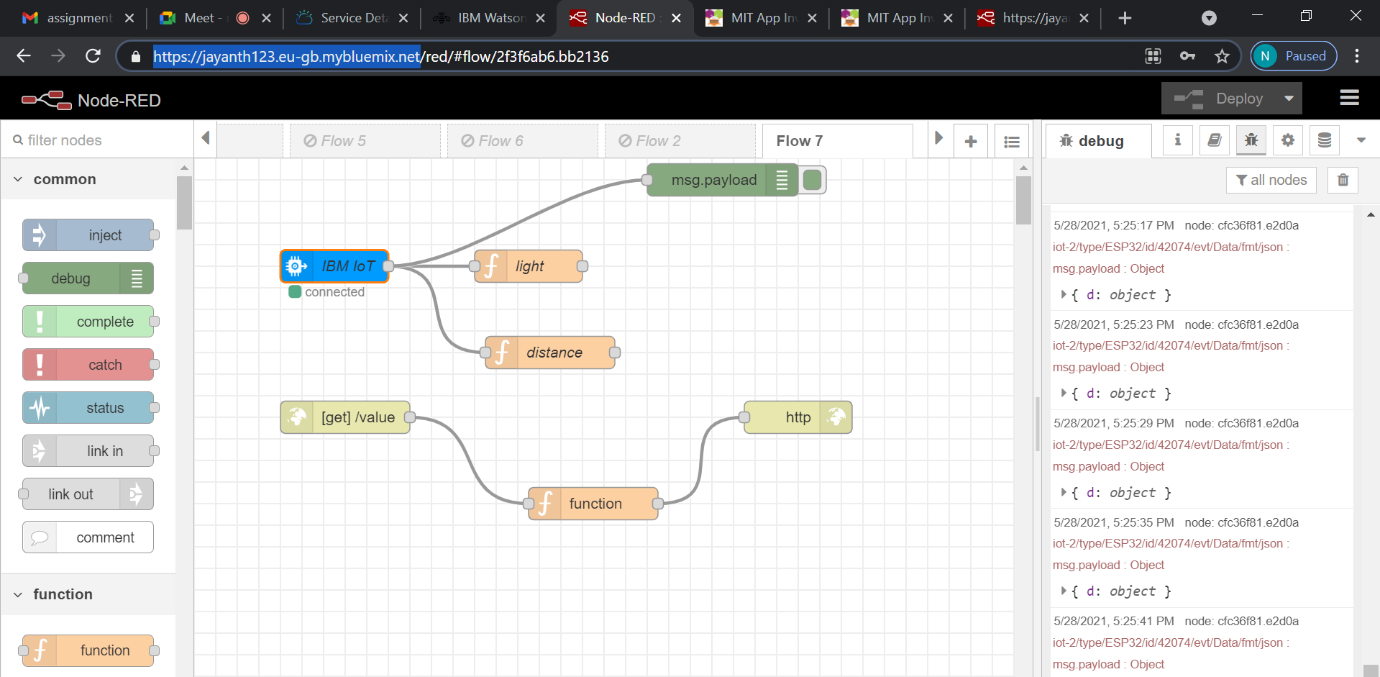 assignment
Meet -
Service Deta
IBM Watson
Node-RED :
MIT App Inv
MIT App Inv
https://jaya
https://jayanth123.eu-gb.mybluemix.net/red/#flow/2f3f6ab6.bb2136
N Paused
Node-RED
Deploy
filter nodes
Flow 5
Flow 6
Flow 2
Flow 7
debug
i
all nodes
common
inject
debug
complete
catch
status
link in
link out
comment
function
function
msg.payload
IBM IoT
connected
light
distance
[get] /value
http
function
5/28/2021, 5:25:17 PM node: cfc36f81.e2d0a
iot-2/type/ESP32/id/42074/evt/Data/fmt/json :
msg.payload : Object
{ d: object }
5/28/2021, 5:25:23 PM node: cfc36f81.e2d0a
iot-2/type/ESP32/id/42074/evt/Data/fmt/json :
msg.payload : Object
{ d: object }
5/28/2021, 5:25:29 PM node: cfc36f81.e2d0a
iot-2/type/ESP32/id/42074/evt/Data/fmt/json :
msg.payload : Object
{ d: object }
5/28/2021, 5:25:35 PM node: cfc36f81.e2d0a
iot-2/type/ESP32/id/42074/evt/Data/fmt/json :
msg.payload : Object
{ d: object }
5/28/2021, 5:25:41 PM node: cfc36f81.e2d0a
iot-2/type/ESP32/id/42074/evt/Data/fmt/json :
msg.payload : Object